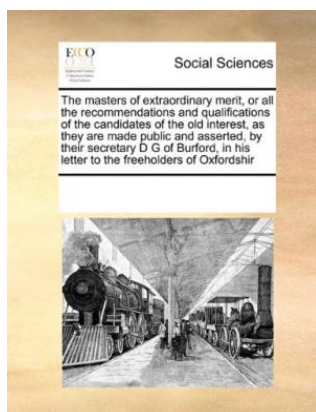 ECCO
Social Sciences
The masters of extraordinary merit, or all
the recommendations and qualifications
of the candidates of the old interest, as
they are made public and asserted, by
their secretary D G of Burford, in his
letter to the freeholders of Oxfordshir